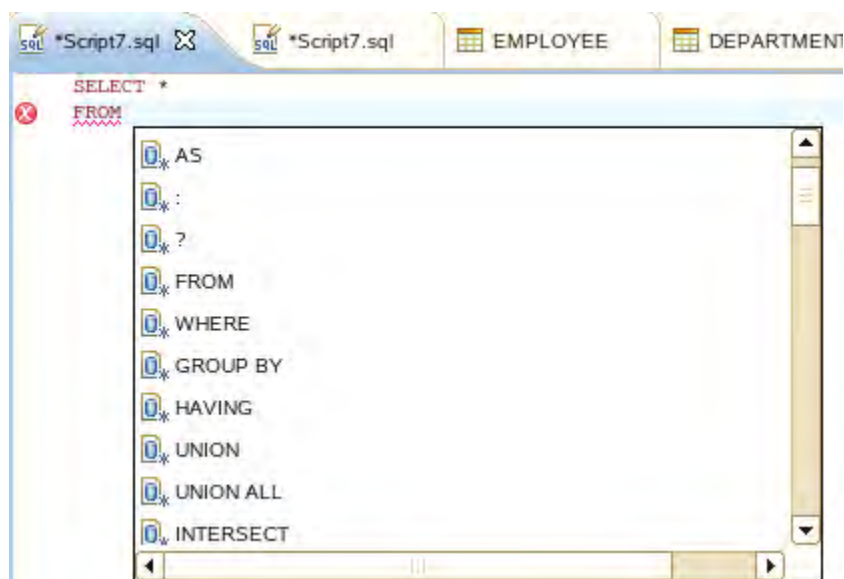 *Script7.sql *Script7.sql EMPLOYEE DEPARTMENT
SELECT *
FROM
AS
:
?
FROM
WHERE
GROUP BY
HAVING
UNION
UNION ALL
INTERSECT